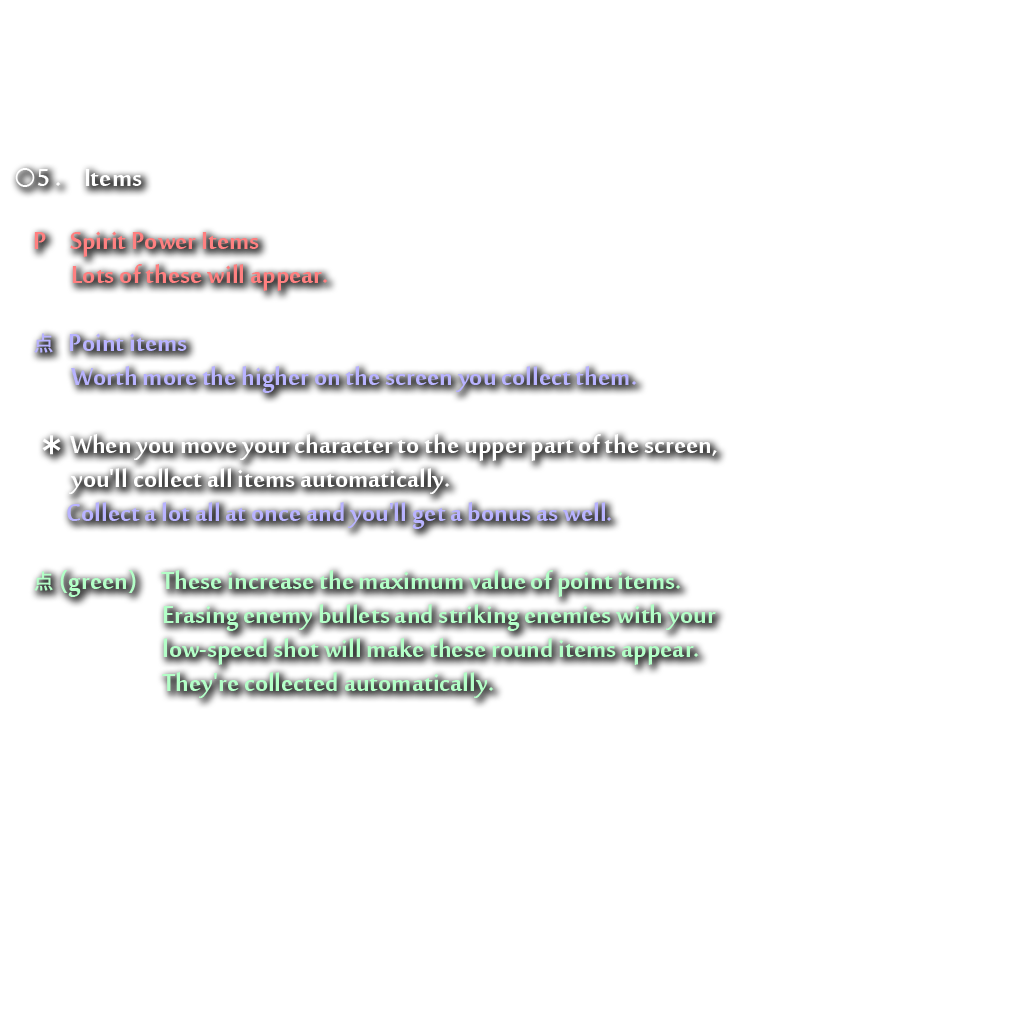 ○5. Items
P Spirit Power Items
Lots of these will appear.
点 Point items
Worth more the higher on the screen you collect them.
＊ When you move your character to the upper part of the screen,
you'll collect all items automatically.
Collect a lot all at once and you'll get a bonus as well.
点 (green) These increase the maximum value of point items.
Erasing enemy bullets and striking enemies with your
low-speed shot will make these round items appear.
They're collected automatically.